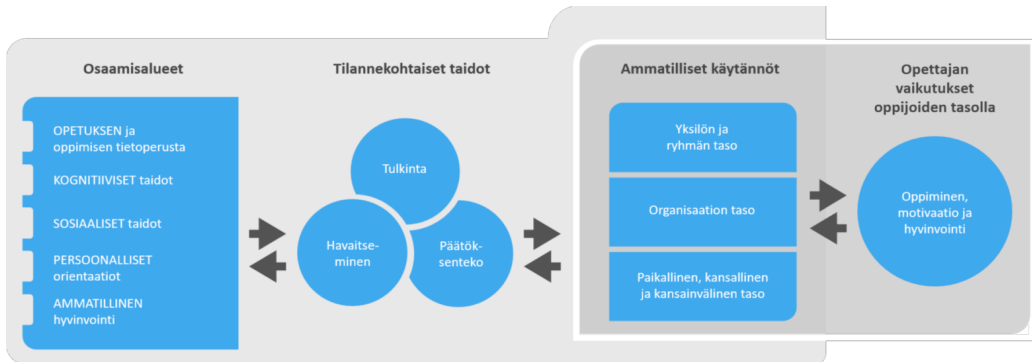 Osaamisalueet
OPETUKSEN ja
oppimisen tietoperusta
KOGNITIIVISET taidot
SOSIAALISET taidot
PERSOONALLISET
orientaatiot
AMMATILLINEN
hyvinvointi
Tilannekohtaiset taidot
Tulkinta
Havaitse-
minen
Päätök-
senteko
Ammatilliset käytännöt
Yksilön ja
ryhmän taso
Organisaation taso
Paikallinen, kansallinen
ja kansainvälinen taso
Opettajan
vaikutukset
oppijoiden tasolla
Oppiminen,
motivaatio ja
hyvinvointi